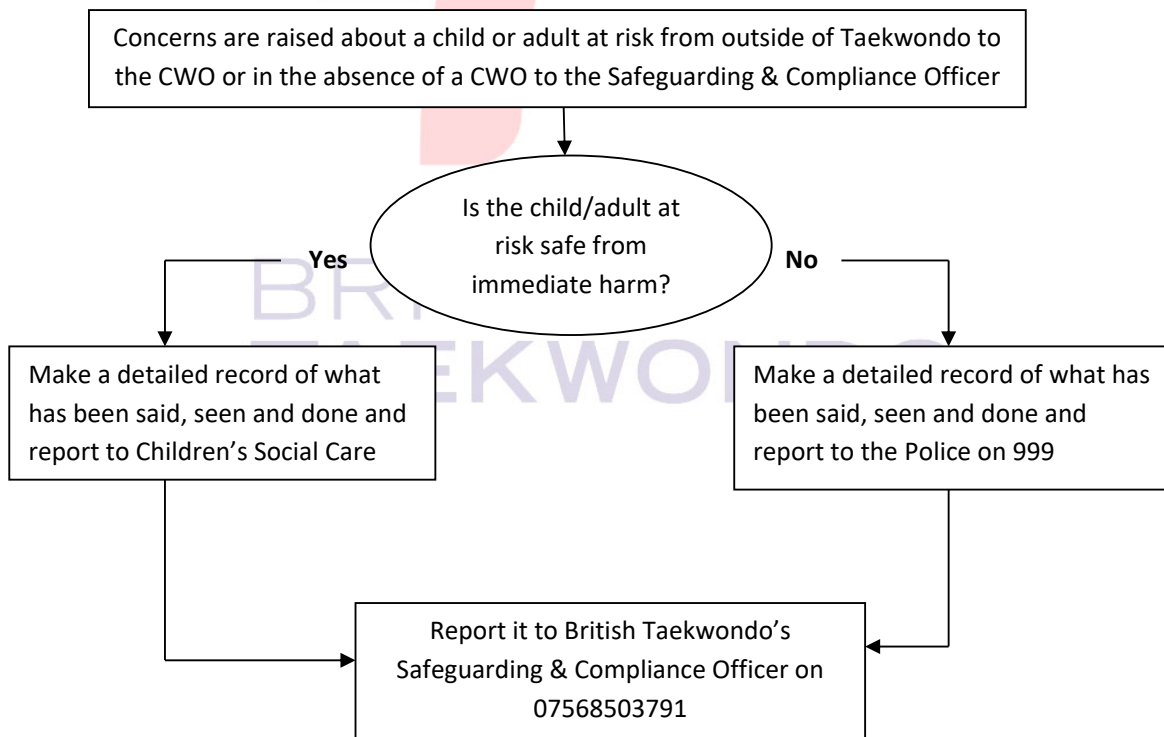 Concerns are raised about a child or adult at risk from outside of Taekwondo to
the CWO or in the absence of a CWO to the Safeguarding & Compliance Officer
Is the child/adult at
risk safe from
immediate harm?
Yes
No
BRI
TAEKWONDO
Make a detailed record of what
has been said, seen and done and
report to Children’s Social Care
Make a detailed record of what has
been said, seen and done and
report to the Police on 999
Report it to British Taekwondo’s
Safeguarding & Compliance Officer on
07568503791